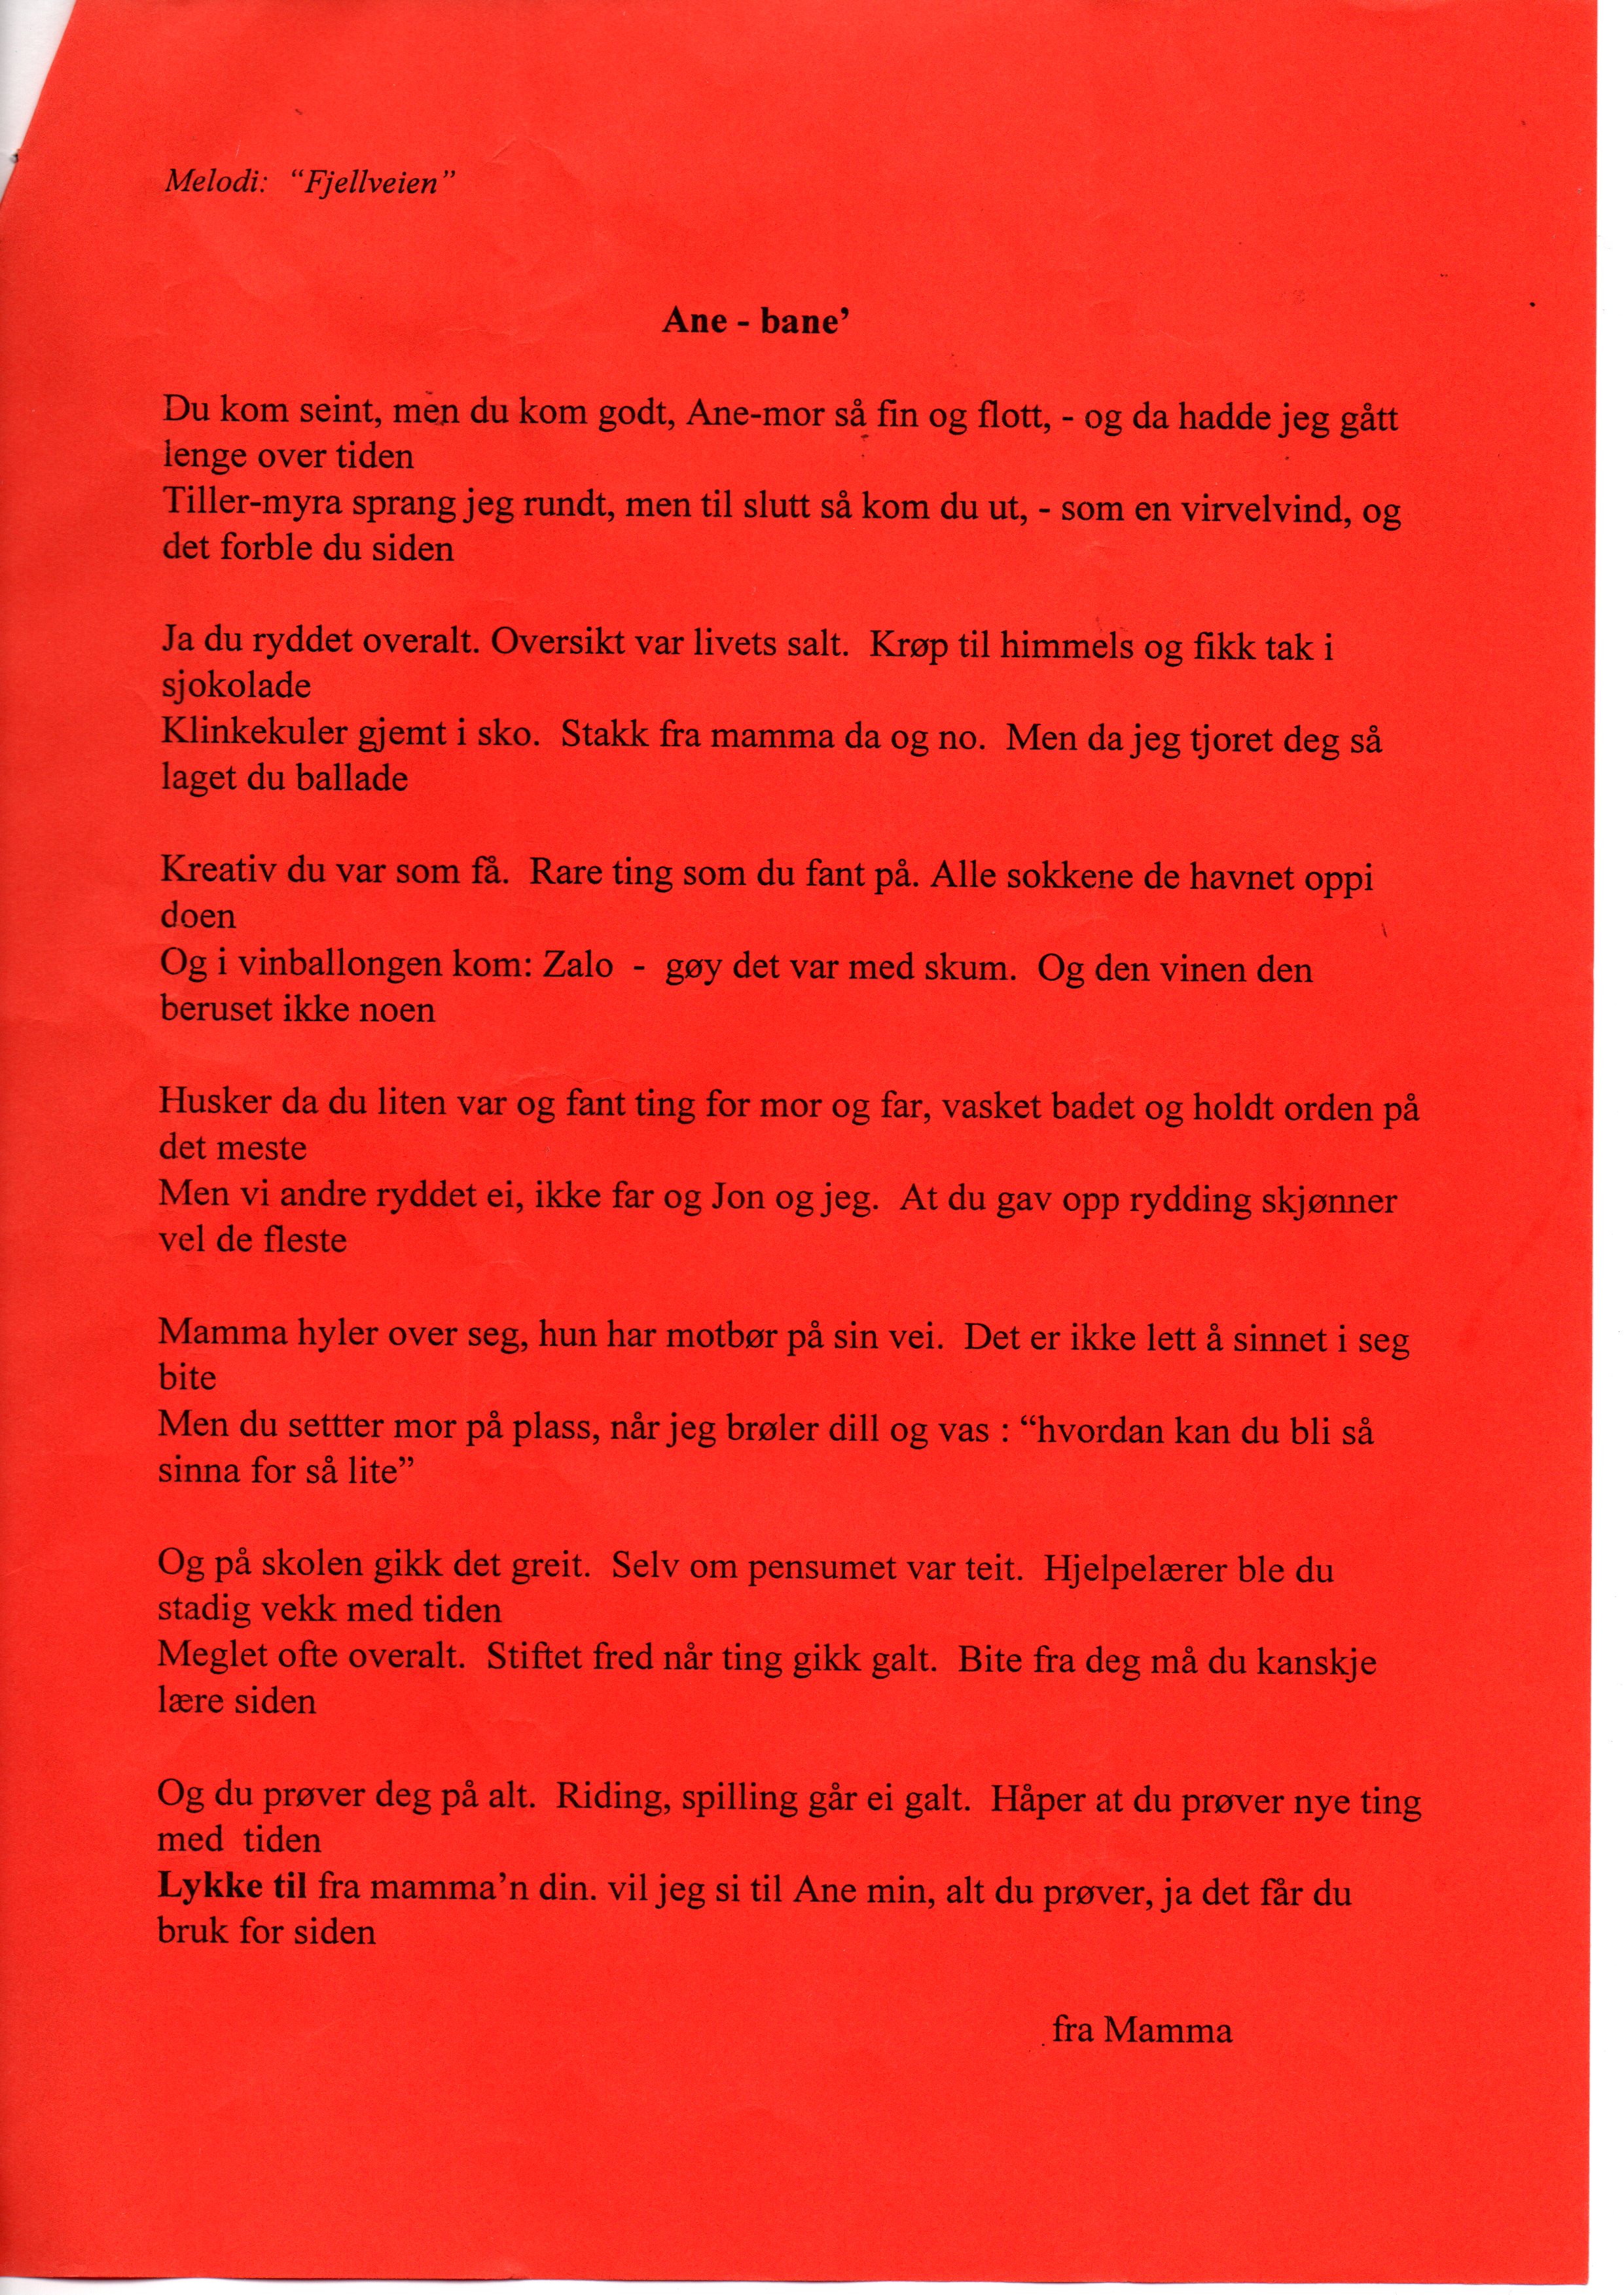 Melodi: “Fjellveien”
Ane - bane’
Du kom seint, men du kom godt, Ane-mor så fin og flott, - og da hadde jeg gått
lenge over tiden
Tiller-myra sprang jeg rundt, men til slutt så kom du ut, - som en virvelvind, og
det forble du siden
Ja du ryddet overalt. Oversikt var livets salt.  Krøp til himmels og fikk tak i
sjokolade
Klinkekuler gjemt i sko.  Stakk fra mamma da og no.  Men da jeg tjoret deg så
laget du ballade
Kreativ du var som få.  Rare ting som du fant på. Alle sokkene de havnet oppi
doen
Og i vinballongen kom: Zalo  -  gøy det var med skum.  Og den vinen den
beruset ikke noen
Husker da du liten var og fant ting for mor og far, vasket badet og holdt orden på
det meste
Men vi andre ryddet ei, ikke far og Jon og jeg.  At du gav opp rydding skjønner
vel de fleste
Mamma hyler over seg, hun har motbør på sin vei.  Det er ikke lett å sinnet i seg
bite
Men du settter mor på plass, når jeg brøler dill og vas : “hvordan kan du bli så
sinna for så lite”
Og på skolen gikk det greit.  Selv om pensumet var teit.  Hjelpelærer ble du
stadig vekk med tiden
Meglet ofte overalt.  Stiftet fred når ting gikk galt.  Bite fra deg må du kanskje
lære siden
Og du prøver deg på alt.  Riding, spilling går ei galt.  Håper at du prøver nye ting
med  tiden
Lykke til fra mamma’n din. vil jeg si til Ane min, alt du prøver, ja det får du
bruk for siden
fra Mamma